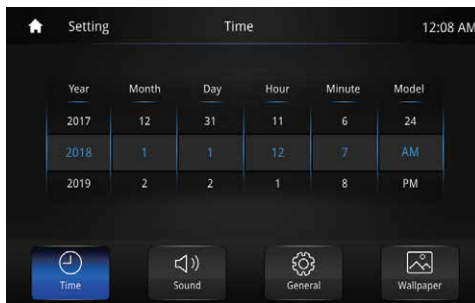 Setting Time 12:08 AM
Year Month Day Hour Minute Model
2017 12 31 11 6 24
2018 1 1 12 7 AM
2019 2 2 1 8 PM
Time Sound General Wallpaper